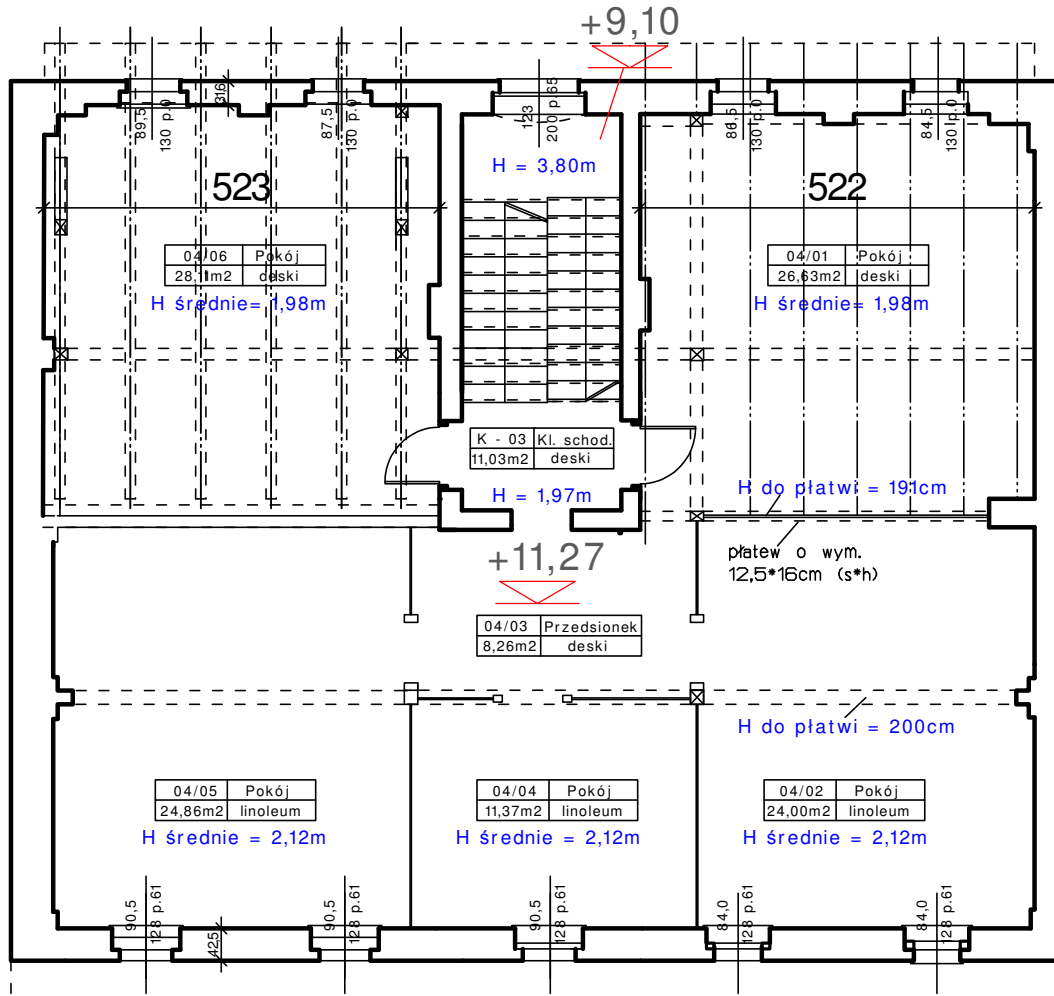 +9,10
31,6
89,5
130 p.0
87,5
130 p.0
123
200 p.65
86,5
130 p.0
84,5
130 p.0
H = 3,80m
523
522
04/06 Pokój
28,11m2 deski
H średnie= 1,98m
04/01 Pokój
26,63m2 deski
H średnie= 1,98m
K - 03 Kl. schod.
11,03m2 deski
H = 1,97m
H do płatwi = 191cm
płatew o wym.
12,5*16cm (s*h)
+11,27
04/03 Przedsionek
8,26m2 deski
H do płatwi = 200cm
04/05 Pokój
24,86m2 linoleum
H średnie = 2,12m
04/04 Pokój
11,37m2 linoleum
H średnie = 2,12m
04/02 Pokój
24,00m2 linoleum
H średnie = 2,12m
90,5
128 p.61
42,5
90,5
128 p.61
90,5
128 p.61
84,0
128 p.61
84,0
128 p.61